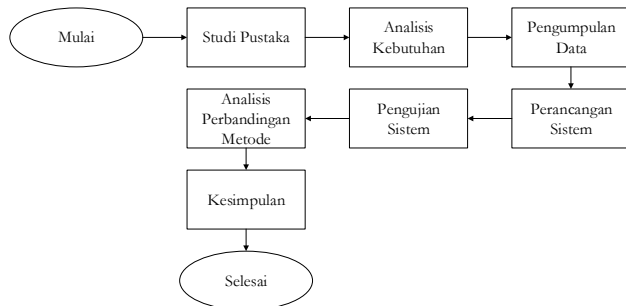 Mulai
Studi Pustaka
Analisis
Kebutuhan
Pengumpulan
Data
Perancangan
Sistem
Pengujian
Sistem
Analisis
Perbandingan
Metode
Kesimpulan
Selesai